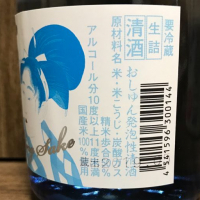 要冷蔵
生詰
清酒
おしゅん発泡性清酒
原材料名 米・米こうじ・炭酸ガス
精米歩合50%
アルコール分10度以上11度未満
国産米100%使用
4541596300144
Sake